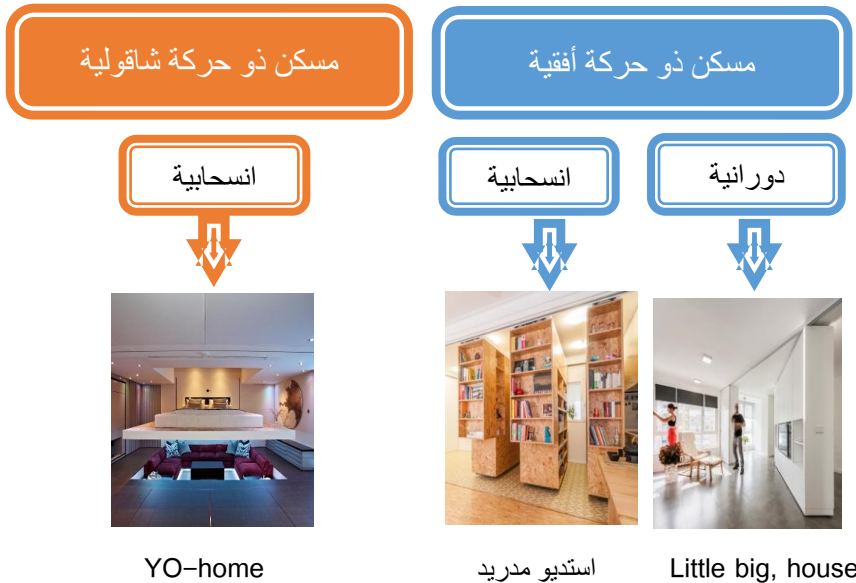 مسكن ذو حركة أفقية
مسكن ذو حركة شاقولية
دورانية
انسحابية
انسحابية
Little big, house
استديو مدريد
YO-home